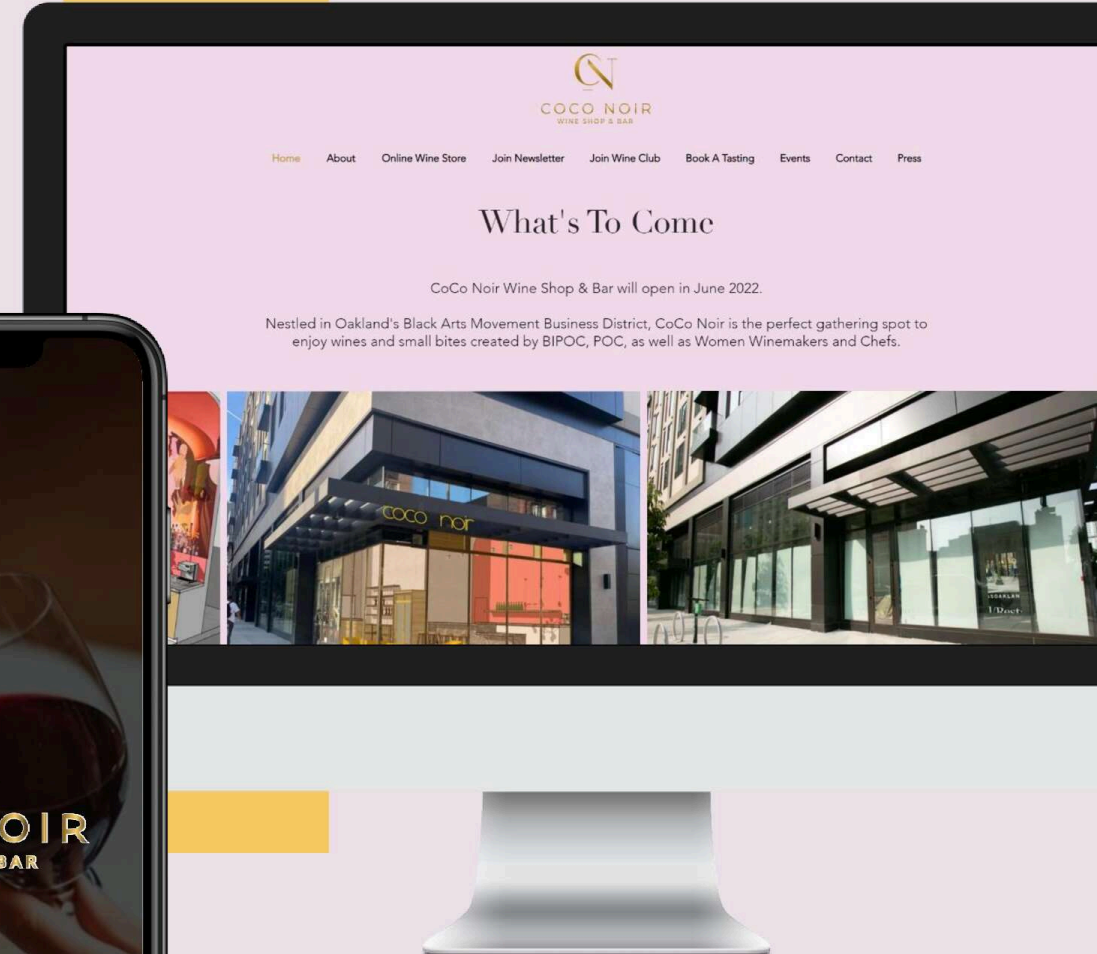 CN
COCO NOIR
WINE SHOP & BAR
Home About Online Wine Store Join Newsletter Join Wine Club Book A Tasting Events Contact Press
What's To Come
CoCo Noir Wine Shop & Bar will open in June 2022.
Nestled in Oakland's Black Arts Movement Business District, CoCo Noir is the perfect gathering spot to
enjoy wines and small bites created by BIPOC, POC, as well as Women Winemakers and Chefs.
coco noir
OIR
BAR